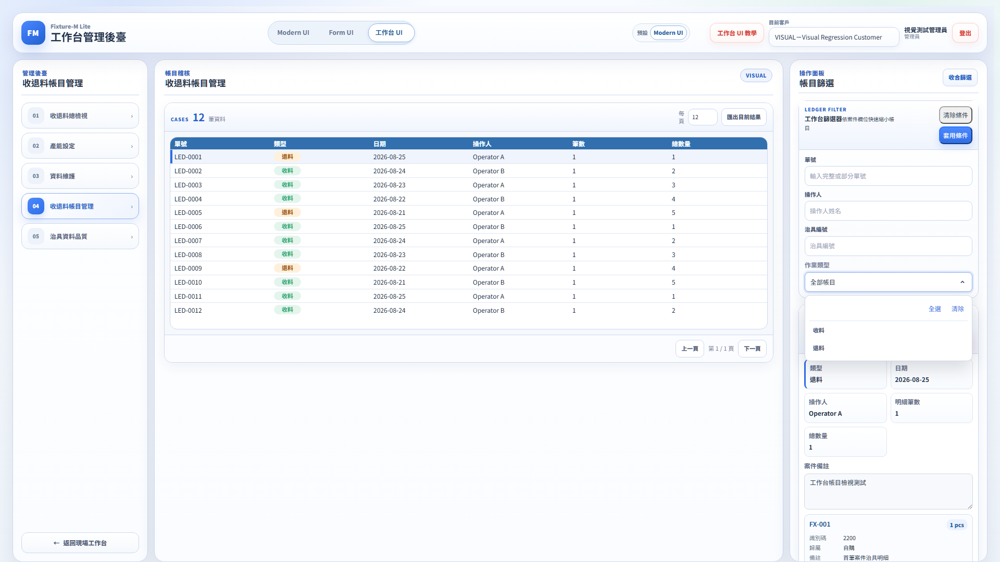 FM
Fixture-M Lite
工作台管理後臺
Modern UI
Form UI
工作台 UI
預設
Modern UI
工作台 UI 教學
目前客戶
VISUAL－Visual Regression Customer
視覺測試管理員
管理員
登出
管理後臺
收退料帳目管理
01
收退料總檢視
›
02
產能設定
›
03
資料維護
›
04
收退料帳目管理
›
05
治具資料品質
›
← 返回現場工作台
帳目稽核
收退料帳目管理
VISUAL
CASES 12 筆資料
每頁
12
匯出目前結果
單號 類型 日期 操作人 筆數 總數量
LED-0001 退料 2026-08-25 Operator A 1 1
LED-0002 收料 2026-08-24 Operator B 1 2
LED-0003 收料 2026-08-23 Operator A 1 3
LED-0004 收料 2026-08-22 Operator B 1 4
LED-0005 退料 2026-08-21 Operator A 1 5
LED-0006 收料 2026-08-25 Operator B 1 1
LED-0007 收料 2026-08-24 Operator A 1 2
LED-0008 收料 2026-08-23 Operator B 1 3
LED-0009 退料 2026-08-22 Operator A 1 4
LED-0010 收料 2026-08-21 Operator B 1 5
LED-0011 收料 2026-08-25 Operator A 1 1
LED-0012 收料 2026-08-24 Operator B 1 2
上一頁
第 1 / 1 頁
下一頁
操作面板
帳目篩選
收合篩選
LEDGER FILTER
工作台篩選器依案件欄位快速縮小帳
目
清除條件
套用條件
單號
輸入完整或部分單號
操作人
操作人姓名
治具編號
治具編號
作業類型
全部帳目
全選
清除
收料
退料
類型
退料
日期
2026-08-25
操作人
Operator A
明細筆數
1
總數量
1
案件備註
工作台帳目檢視測試
FX-001
1 pcs
識別碼 2200
歸屬 自購
備註 首筆案件治具明細